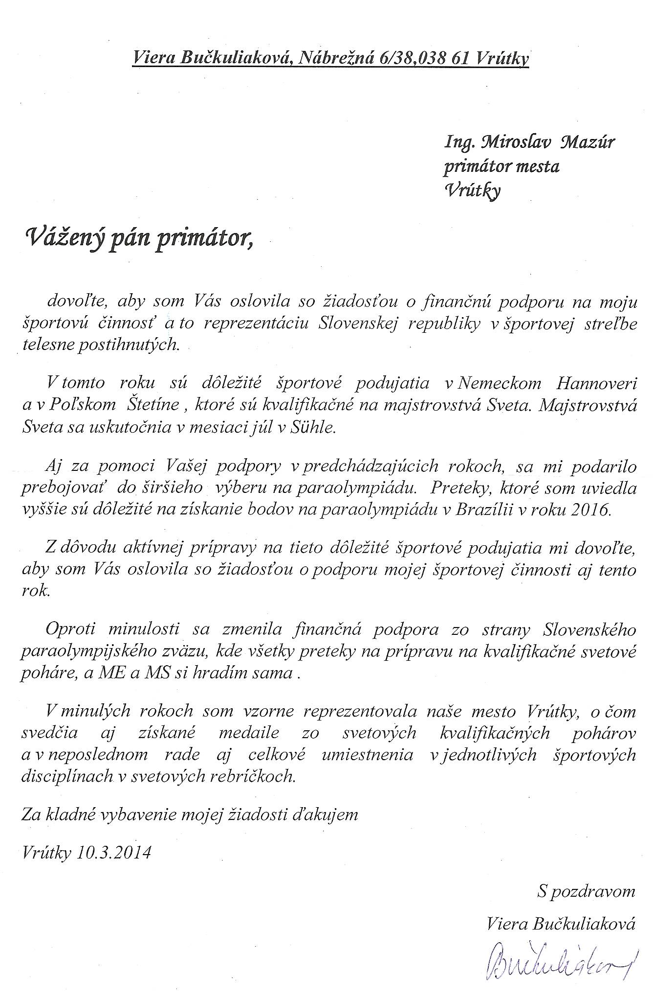 Viera Bučkuliaková, Nábrežná 6/38,038 61 Vrútky
Ing. Miroslav Mazúr
primátor mesta
Vrútky
Vážený pán primátor,
dovoľte, aby som Vás oslovila so žiadosťou o finančnú podporu na moju
športovú činnosť a to reprezentáciu Slovenskej republiky v športovej streľbe
telesne postihnutých.
V tomto roku sú dôležité športové podujatia v Nemeckom Hannoveri
a v Poľskom Štetíne , ktoré sú kvalifikačné na majstrovstvá Sveta. Majstrovstvá
Sveta sa uskutočnia v mesiaci júl v Sühle.
Aj za pomoci Vašej podpory v predchádzajúcich rokoch, sa mi podarilo
prebojovať do širšieho výberu na paraolympiádu. Preteky, ktoré som uviedla
vyššie sú dôležité na získanie bodov na paraolympiádu v Brazílii v roku 2016.
Z dôvodu aktívnej prípravy na tieto dôležité športové podujatia mi dovoľte,
aby som Vás oslovila so žiadosťou o podporu mojej športovej činnosti aj tento
rok.
Oproti minulosti sa zmenila finančná podpora zo strany Slovenského
paraolympijského zväzu, kde všetky preteky na prípravu na kvalifikačné svetové
poháre, a ME a MS si hradím sama .
V minulých rokoch som vzorne reprezentovala naše mesto Vrútky, o čom
svedčia aj získané medaile zo svetových kvalifikačných pohárov
a v neposlednom rade aj celkové umiestnenia v jednotlivých športových
disciplínach v svetových rebríčkoch.
Za kladné vybavenie mojej žiadosti ďakujem
Vrútky 10.3.2014
S pozdravom
Viera Bučkuliaková